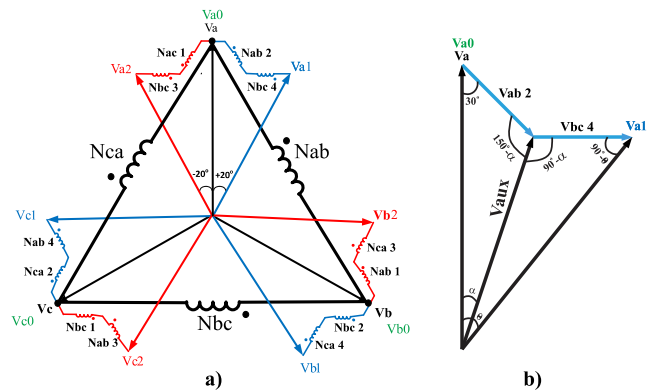 Va0
Va
Nac 1
Nab 2
Va2
Va1
Nbc 3
Nbc 4
Nca
Nab
-20°
+20°
Vc1
Vb2
Nab 4
Nca 3
Nca 2
Nab 1
Vc
Vb
Vc0
Nbc 1
Nbc
Nbc 2
Vb0
Nab 3
Nca 4
Vc2
Vb1
a)
Va0
Va
Vab 2
30°
Vbc 4
Va1
150°-α
90°-α
90°-θ
Vaux
α
θ
b)